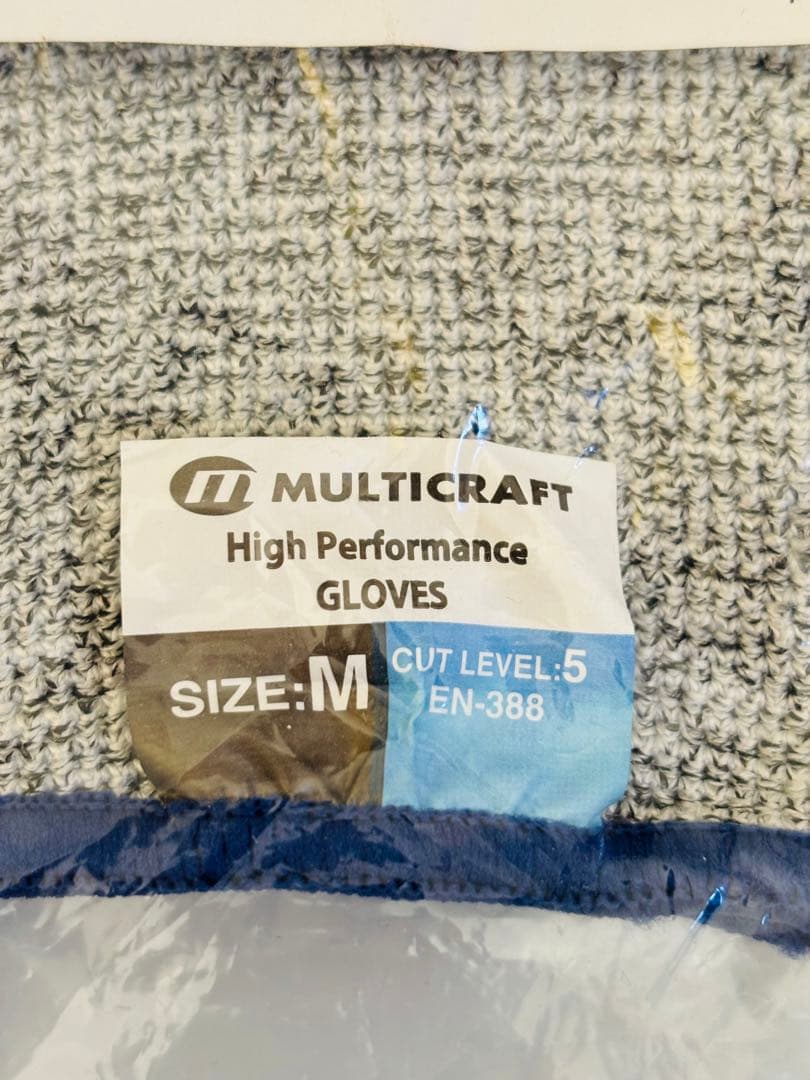 MULTICRAFT
High Performance
GLOVES
SIZE:M
CUT LEVEL:5
EN-388